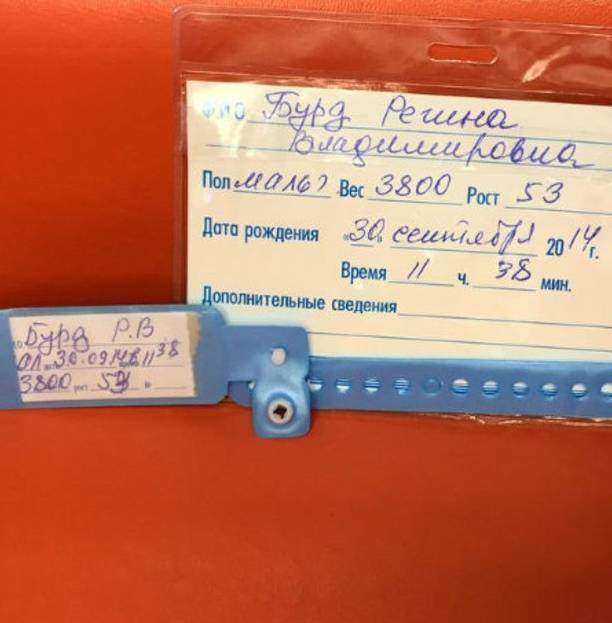 ФИО Бурд Регина
Владимировна
Пол мальч Вес 3800 Рост 53
Дата рождения «30» сентября 2014г.
Время 11 ч. 38 мин.
Дополнительные сведения
Бурд Р.В
30.09.14 в 11 38
3800 рост 53